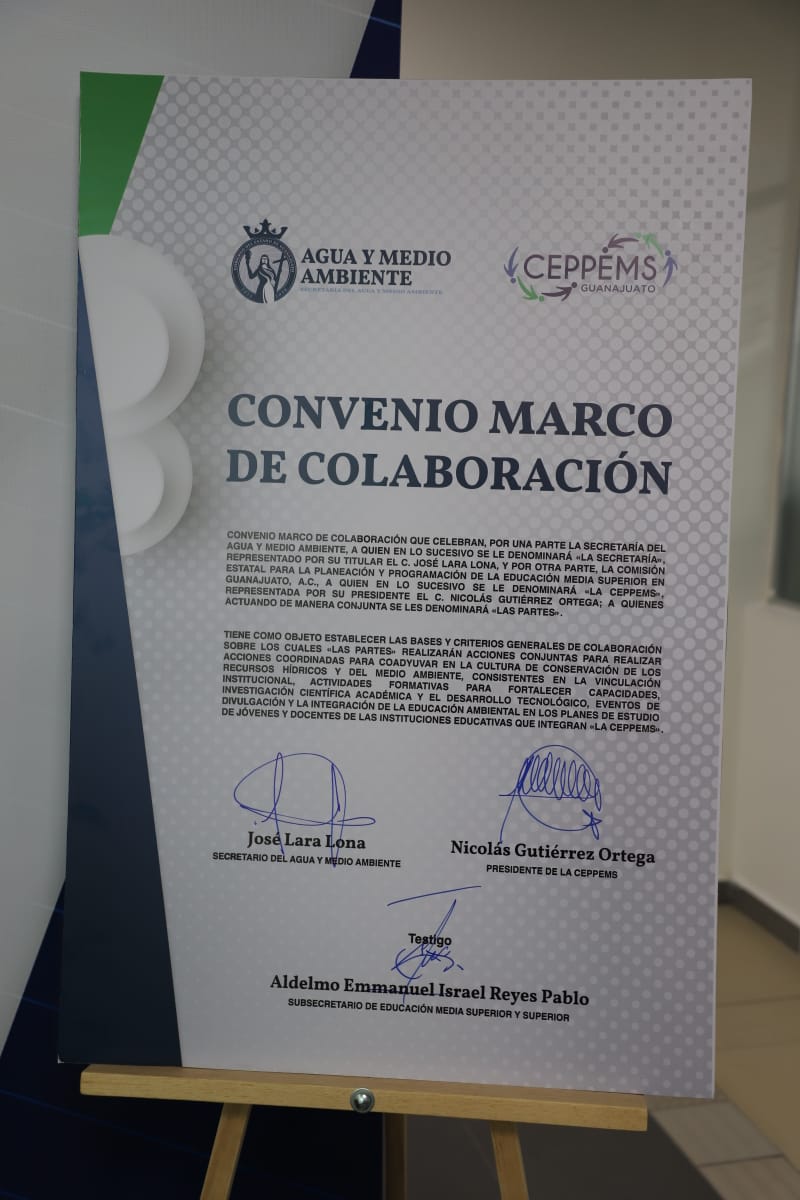 AGUA Y MEDIO
AMBIENTE
SECRETARÍA DEL AGUA Y MEDIO AMBIENTE
CEPPEMS
GUANAJUATO
CONVENIO MARCO
DE COLABORACIÓN
CONVENIO MARCO DE COLABORACIÓN QUE CELEBRAN, POR UNA PARTE LA SECRETARÍA DEL
AGUA Y MEDIO AMBIENTE, A QUIEN EN LO SUCESIVO SE LE DENOMINARÁ «LA SECRETARÍA»,
REPRESENTADO POR SU TITULAR EL C. JOSÉ LARA LONA, Y POR OTRA PARTE, LA COMISIÓN
ESTATAL PARA LA PLANEACIÓN Y PROGRAMACIÓN DE LA EDUCACIÓN MEDIA SUPERIOR EN
GUANAJUATO, A.C., A QUIEN EN LO SUCESIVO SE LE DENOMINARÁ «LA CEPPEMS»,
REPRESENTADA POR SU PRESIDENTE EL C. NICOLÁS GUTIÉRREZ ORTEGA; A QUIENES
ACTUANDO DE MANERA CONJUNTA SE LES DENOMINARÁ «LAS PARTES».
TIENE COMO OBJETO ESTABLECER LAS BASES Y CRITERIOS GENERALES DE COLABORACIÓN
SOBRE LOS CUALES «LAS PARTES» REALIZARÁN ACCIONES CONJUNTAS PARA REALIZAR
ACCIONES COORDINADAS PARA COADYUVAR EN LA CULTURA DE CONSERVACIÓN DE LOS
RECURSOS HÍDRICOS Y DEL MEDIO AMBIENTE, CONSISTENTES EN LA VINCULACIÓN
INSTITUCIONAL, ACTIVIDADES FORMATIVAS PARA FORTALECER CAPACIDADES,
INVESTIGACIÓN CIENTÍFICA ACADÉMICA Y EL DESARROLLO TECNOLÓGICO, EVENTOS DE
DIVULGACIÓN Y LA INTEGRACIÓN DE LA EDUCACIÓN AMBIENTAL EN LOS PLANES DE ESTUDIO
DE JÓVENES Y DOCENTES DE LAS INSTITUCIONES EDUCATIVAS QUE INTEGRAN «LA CEPPEMS».
José Lara Lona
SECRETARIO DEL AGUA Y MEDIO AMBIENTE
Nicolás Gutiérrez Ortega
PRESIDENTE DE LA CEPPEMS
Testigo
Aldelmo Emmanuel Israel Reyes Pablo
SUBSECRETARIO DE EDUCACIÓN MEDIA SUPERIOR Y SUPERIOR